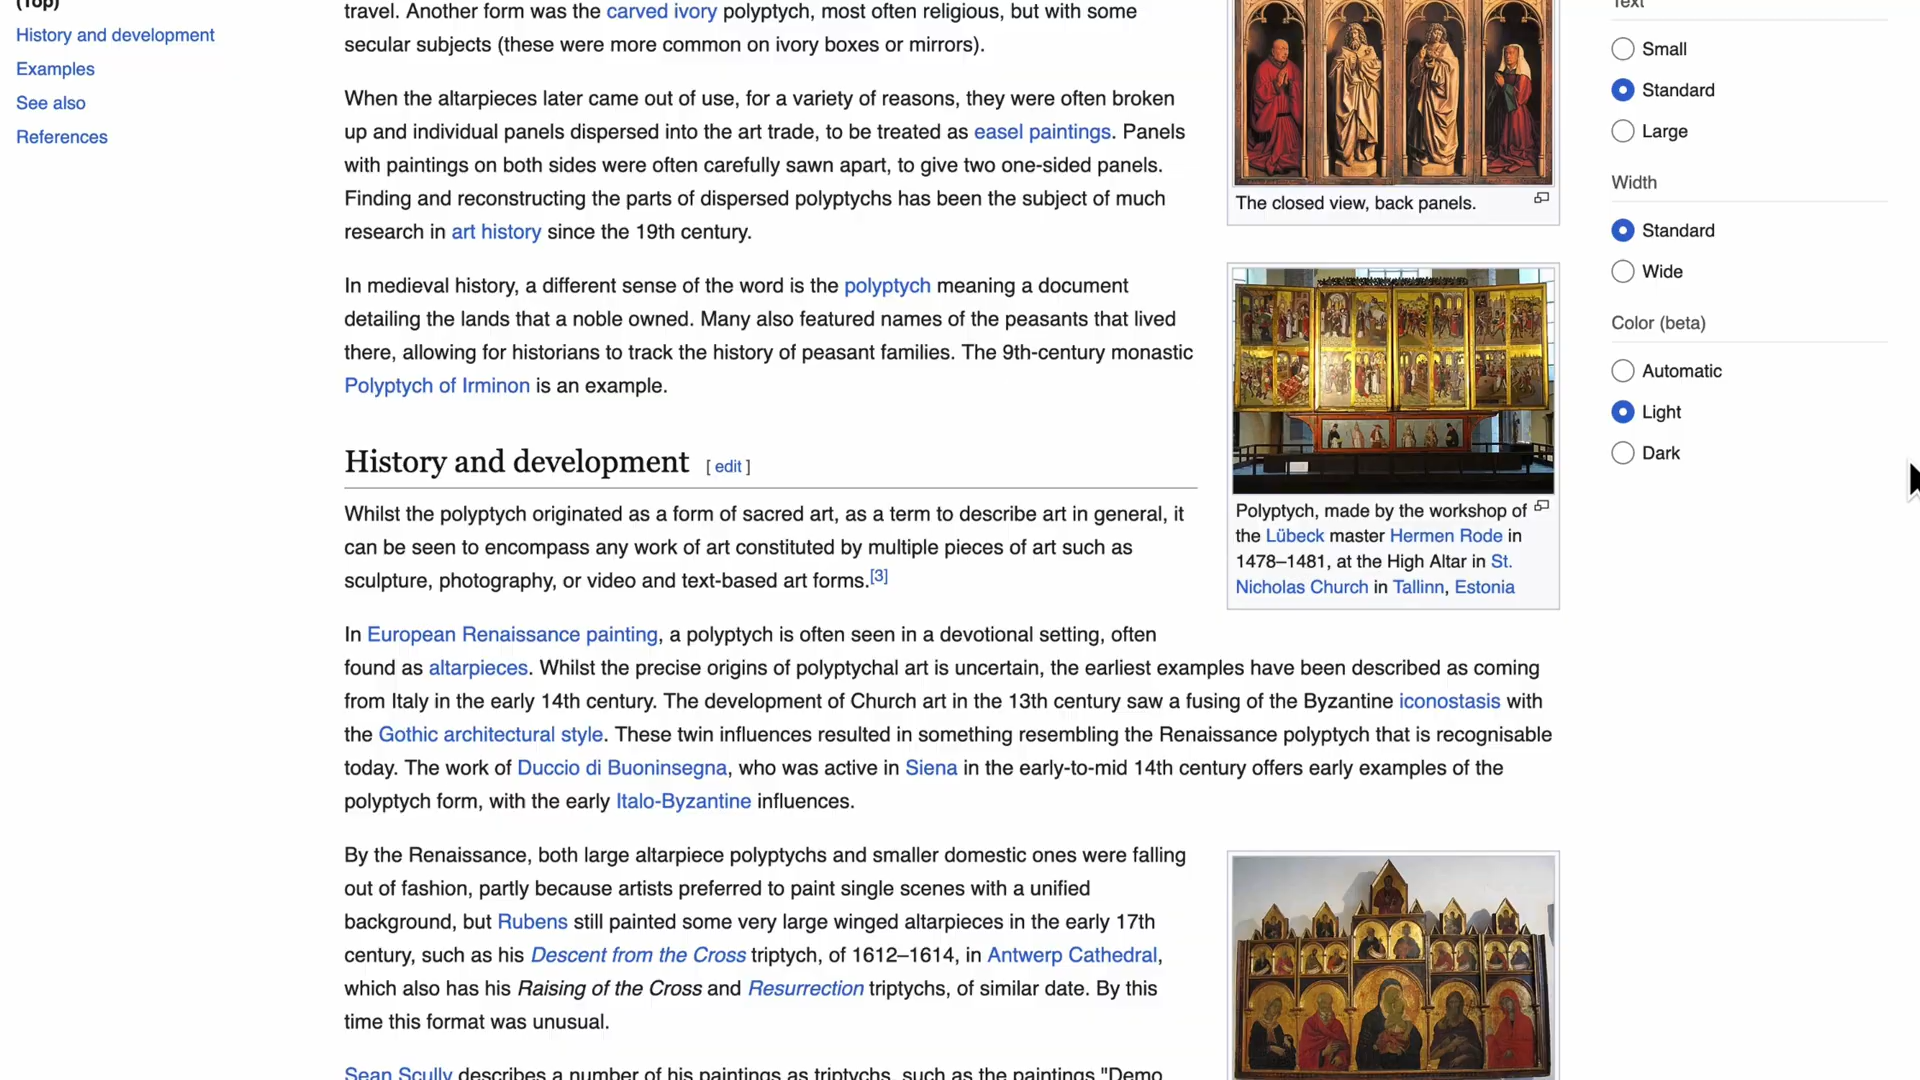 (Top)
History and development
Examples
See also
References
travel. Another form was the carved ivory polyptych, most often religious, but with some
secular subjects (these were more common on ivory boxes or mirrors).
When the altarpieces later came out of use, for a variety of reasons, they were often broken
up and individual panels dispersed into the art trade, to be treated as easel paintings. Panels
with paintings on both sides were often carefully sawn apart, to give two one-sided panels.
Finding and reconstructing the parts of dispersed polyptychs has been the subject of much
research in art history since the 19th century.
In medieval history, a different sense of the word is the polyptych meaning a document
detailing the lands that a noble owned. Many also featured names of the peasants that lived
there, allowing for historians to track the history of peasant families. The 9th-century monastic
Polyptych of Irminon is an example.
History and development [ edit ]
Whilst the polyptych originated as a form of sacred art, as a term to describe art in general, it
can be seen to encompass any work of art constituted by multiple pieces of art such as
sculpture, photography, or video and text-based art forms.[3]
In European Renaissance painting, a polyptych is often seen in a devotional setting, often
found as altarpieces. Whilst the precise origins of polyptychal art is uncertain, the earliest examples have been described as coming
from Italy in the early 14th century. The development of Church art in the 13th century saw a fusing of the Byzantine iconostasis with
the Gothic architectural style. These twin influences resulted in something resembling the Renaissance polyptych that is recognisable
today. The work of Duccio di Buoninsegna, who was active in Siena in the early-to-mid 14th century offers early examples of the
polyptych form, with the early Italo-Byzantine influences.
By the Renaissance, both large altarpiece polyptychs and smaller domestic ones were falling
out of fashion, partly because artists preferred to paint single scenes with a unified
background, but Rubens still painted some very large winged altarpieces in the early 17th
century, such as his Descent from the Cross triptych, of 1612–1614, in Antwerp Cathedral,
which also has his Raising of the Cross and Resurrection triptychs, of similar date. By this
time this format was unusual.
Sean Scully describes a number of his paintings as triptychs, such as the paintings "Demo
The closed view, back panels.
Polyptych, made by the workshop of
the Lübeck master Hermen Rode in
1478–1481, at the High Altar in St.
Nicholas Church in Tallinn, Estonia
Text
Small
Standard
Large
Width
Standard
Wide
Color (beta)
Automatic
Light
Dark